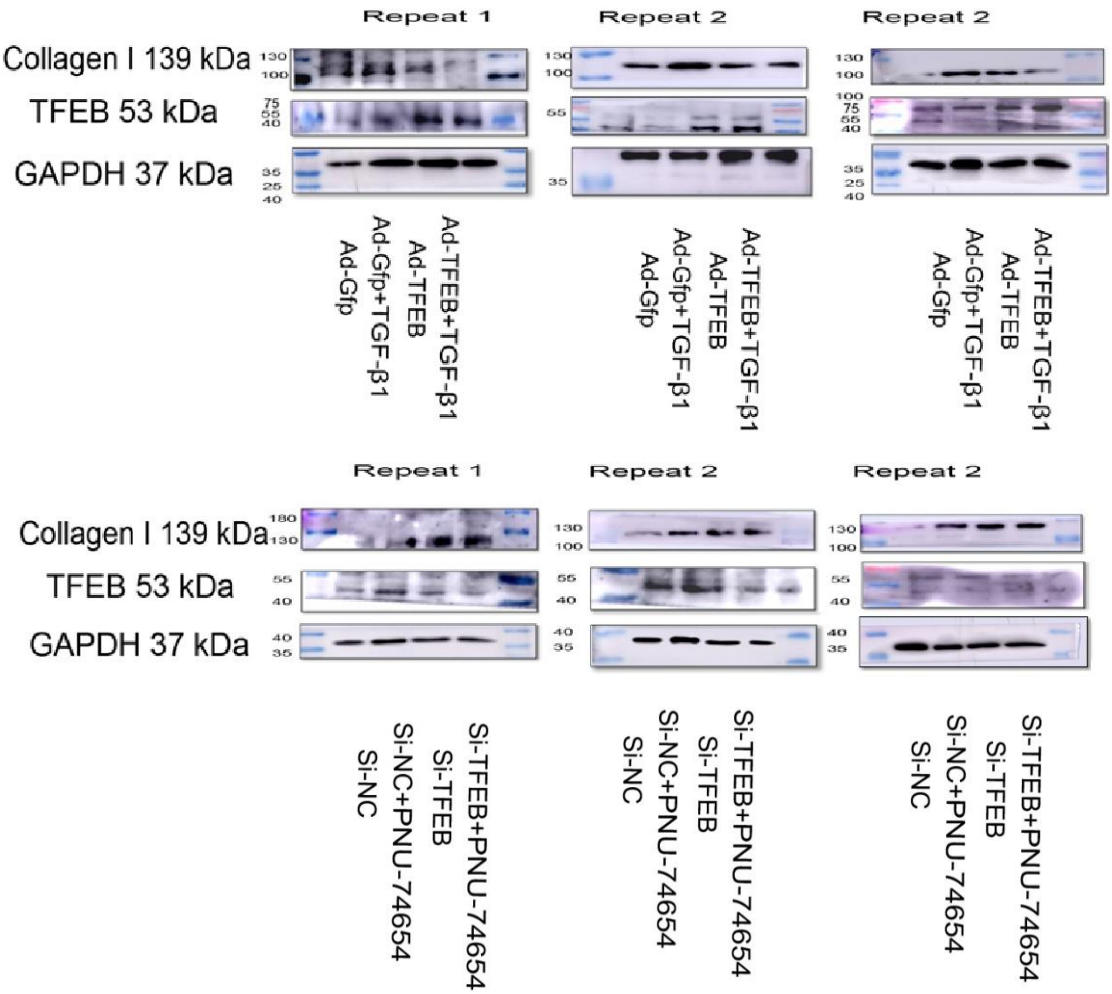 Repeat 1
Repeat 2
Repeat 2
Collagen I 139 kDa
130
100
130
100
130
100
TFEB 53 kDa
75
55
40
55
100
75
55
40
GAPDH 37 kDa
35
25
40
35
35
25
40
Ad-Gfp
Ad-Gfp+TGF-β1
Ad-TFEB
Ad-TFEB+TGF-β1
Ad-Gfp
Ad-Gfp+TGF-β1
Ad-TFEB
Ad-TFEB+TGF-β1
Ad-Gfp
Ad-Gfp+TGF-β1
Ad-TFEB
Ad-TFEB+TGF-β1
Repeat 1
Repeat 2
Repeat 2
Collagen I 139 kDa
180
130
130
100
130
100
TFEB 53 kDa
55
40
55
40
55
40
GAPDH 37 kDa
40
35
40
35
40
35
Si-NC
Si-NC+PNU-74654
Si-TFEB
Si-TFEB+PNU-74654
Si-NC
Si-NC+PNU-74654
Si-TFEB
Si-TFEB+PNU-74654
Si-NC
Si-NC+PNU-74654
Si-TFEB
Si-TFEB+PNU-74654